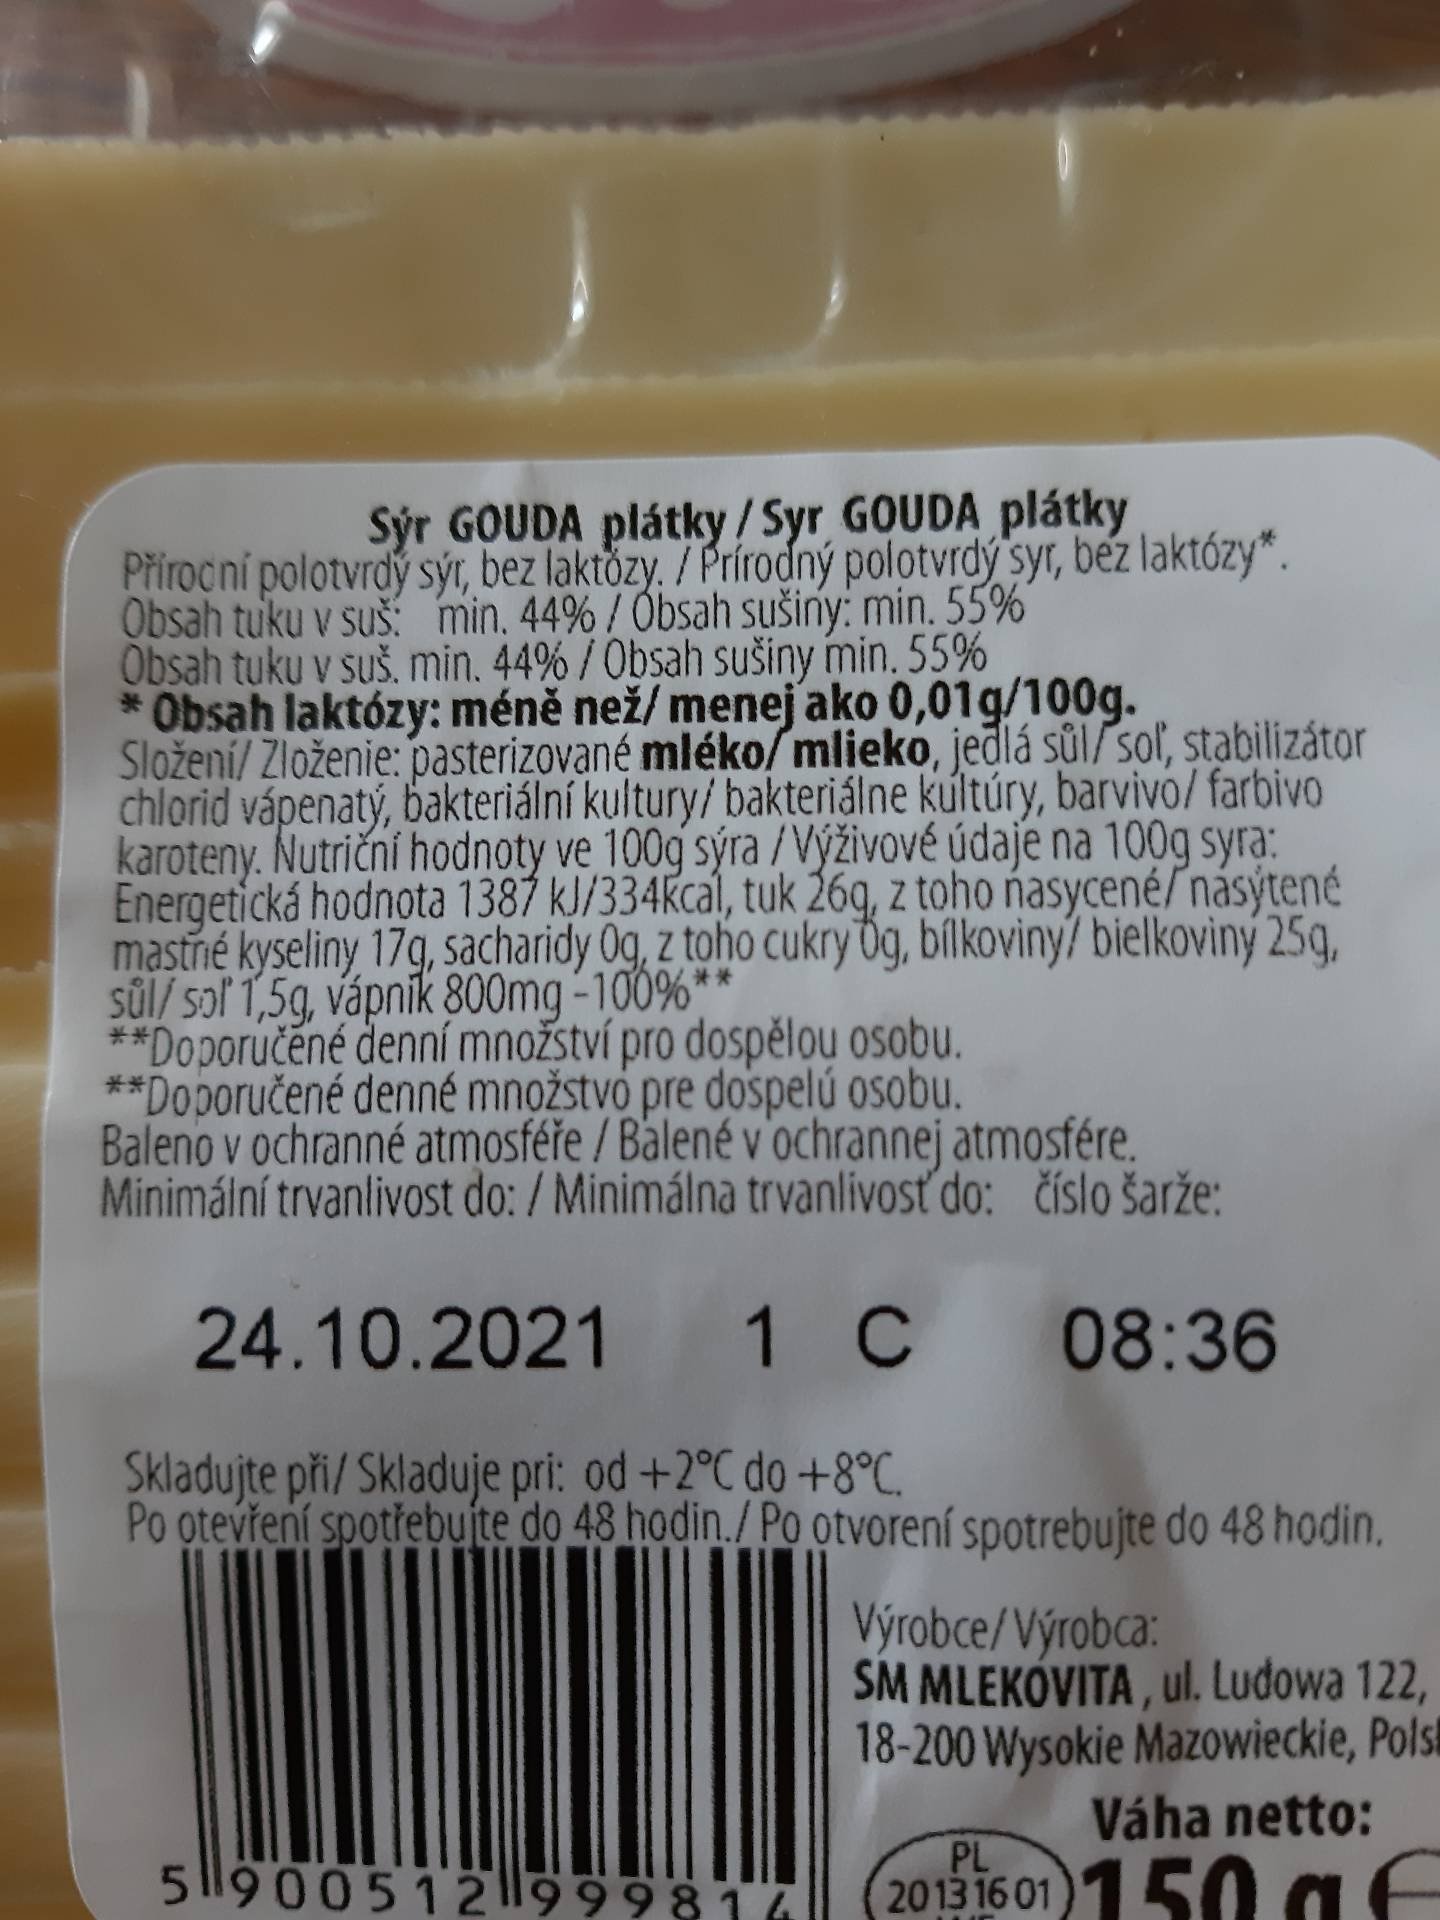 Sýr GOUDA plátky / Syr GOUDA plátky
Přírodní polotvrdý sýr, bez laktózy. / Prírodný polotvrdý syr, bez laktózy*.
Obsah tuku v suš: min. 44% / Obsah sušiny: min. 55%
Obsah tuku v suš. min. 44% / Obsah sušiny min. 55%
* Obsah laktózy: méně než/ menej ako 0,01g/100g.
Složení/ Zloženie: pasterizované mléko/ mlieko, jedlá sůl/ soľ, stabilizátor
chlorid vápenatý, bakteriální kultury/ bakteriálne kultúry, barvivo/ farbivo
karoteny. Nutriční hodnoty ve 100g sýra / Výživové údaje na 100g syra:
Energetická hodnota 1387 kJ/334kcal, tuk 26g, z toho nasycené/ nasýtené
mastné kyseliny 17g, sacharidy 0g, z toho cukry 0g, bílkoviny/ bielkoviny 25g,
sůl/ soľ 1,5g, vápník 800mg -100%**
**Doporučené denní množství pro dospělou osobu.
**Doporučené denné množstvo pre dospelú osobu.
Baleno v ochranné atmosféře / Balené v ochrannej atmosfére.
Minimální trvanlivost do: / Minimálna trvanlivosť do: číslo šarže:
24.10.2021 1 C 08:36
Skladujte při/ Skladuje pri: od +2°C do +8°C.
Po otevření spotřebujte do 48 hodin./ Po otvorení spotrebujte do 48 hodin.
Výrobce/ Výrobca:
SM MLEKOVITA, ul. Ludowa 122,
18-200 Wysokie Mazowieckie,
Váha netto:
150 g e
PL
20131601
5 900512 999814